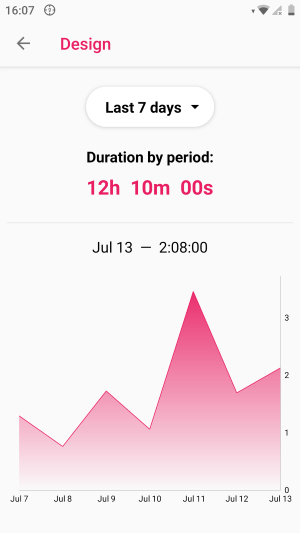 16:07
Design
Last 7 days
Duration by period:
12h 10m 00s
Jul 13 — 2:08:00
3
2
1
0
Jul 7 Jul 8 Jul 9 Jul 10 Jul 11 Jul 12 Jul 13